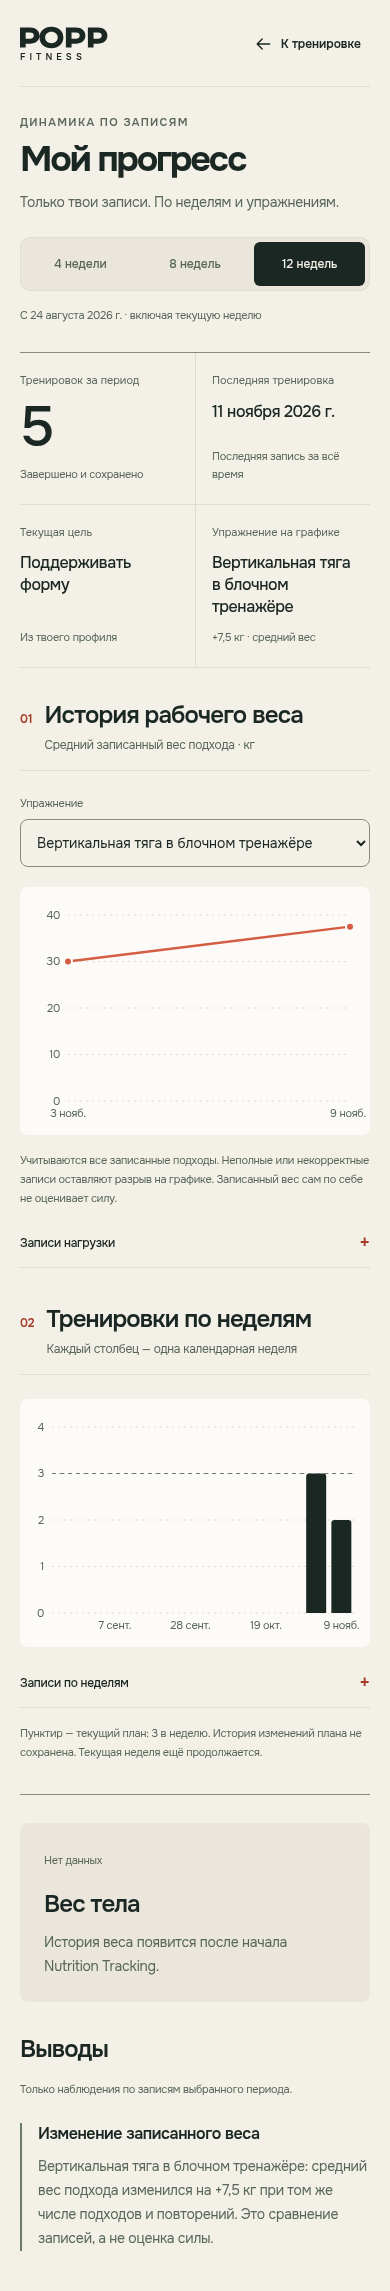 POPP
FITNESS
← К тренировке
ДИНАМИКА ПО ЗАПИСЯМ
Мой прогресс
Только твои записи. По неделям и упражнениям.
4 недели
8 недель
12 недель
С 24 августа 2026 г. · включая текущую неделю
Тренировок за период
5
Завершено и сохранено
Последняя тренировка
11 ноября 2026 г.
Последняя запись за всё
время
Текущая цель
Поддерживать
форму
Из твоего профиля
Упражнение на графике
Вертикальная тяга
в блочном
тренажёре
+7,5 кг · средний вес
01 История рабочего веса
Средний записанный вес подхода · кг
Упражнение
Вертикальная тяга в блочном тренажёре
40
30
20
10
0
3 нояб.
9 нояб.
Учитываются все записанные подходы. Неполные или некорректные
записи оставляют разрыв на графике. Записанный вес сам по себе
не оценивает силу.
Записи нагрузки +
02 Тренировки по неделям
Каждый столбец — одна календарная неделя
4
3
2
1
0
7 сент.
28 сент.
19 окт.
9 нояб.
Записи по неделям +
Пунктир — текущий план: 3 в неделю. История изменений плана не
сохранена. Текущая неделя ещё продолжается.
Нет данных
Вес тела
История веса появится после начала
Nutrition Tracking.
Выводы
Только наблюдения по записям выбранного периода.
Изменение записанного веса
Вертикальная тяга в блочном тренажёре: средний
вес подхода изменился на +7,5 кг при том же
числе подходов и повторений. Это сравнение
записей, а не оценка силы.